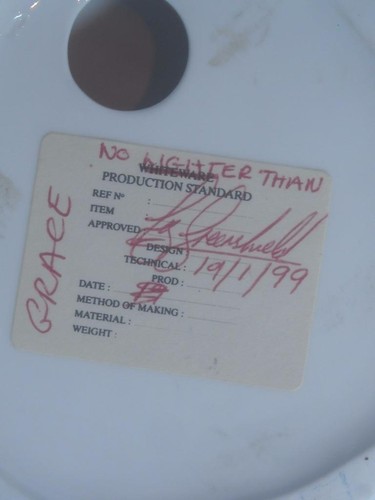 NO LIGHTER THAN
WHITEWARE
PRODUCTION STANDARD
REF Nº :
ITEM
APPROVED
DESIGN
TECHNICAL : 19/1/99
PROD :
DATE :
METHOD OF MAKING :
MATERIAL :
WEIGHT :
GRACE